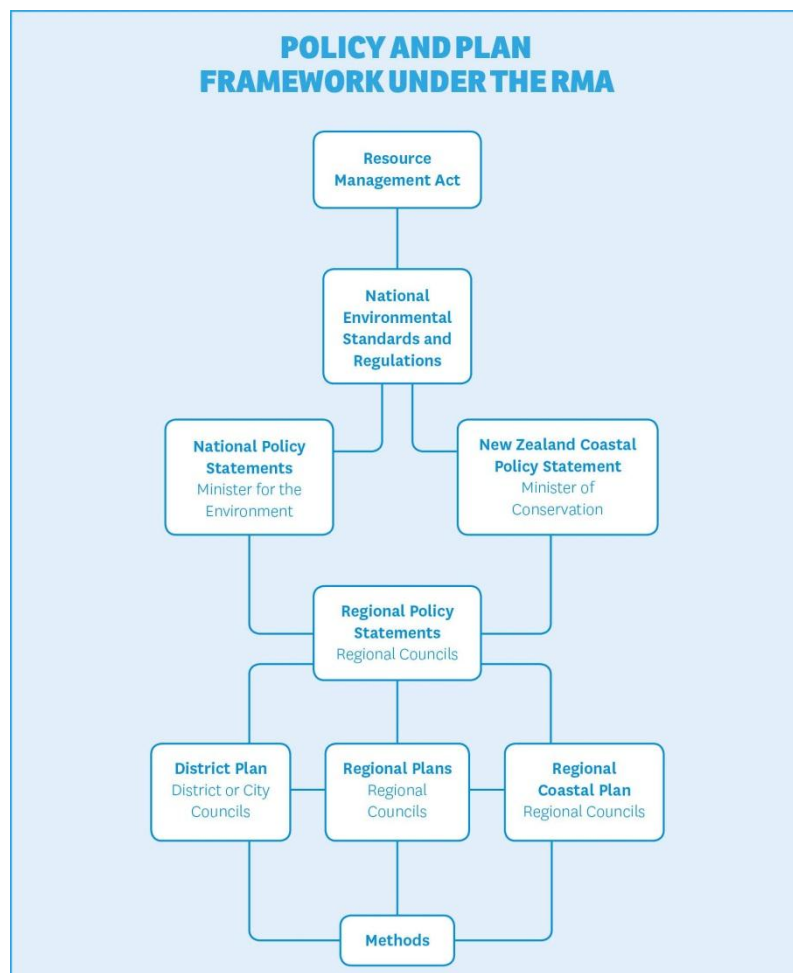 POLICY AND PLAN
FRAMEWORK UNDER THE RMA
Resource
Management Act
National
Environmental
Standards and
Regulations
National Policy
Statements
Minister for the
Environment
New Zealand Coastal
Policy Statement
Minister of
Conservation
Regional Policy
Statements
Regional Councils
District Plan
District or City
Councils
Regional Plans
Regional
Councils
Regional
Coastal Plan
Regional Councils
Methods